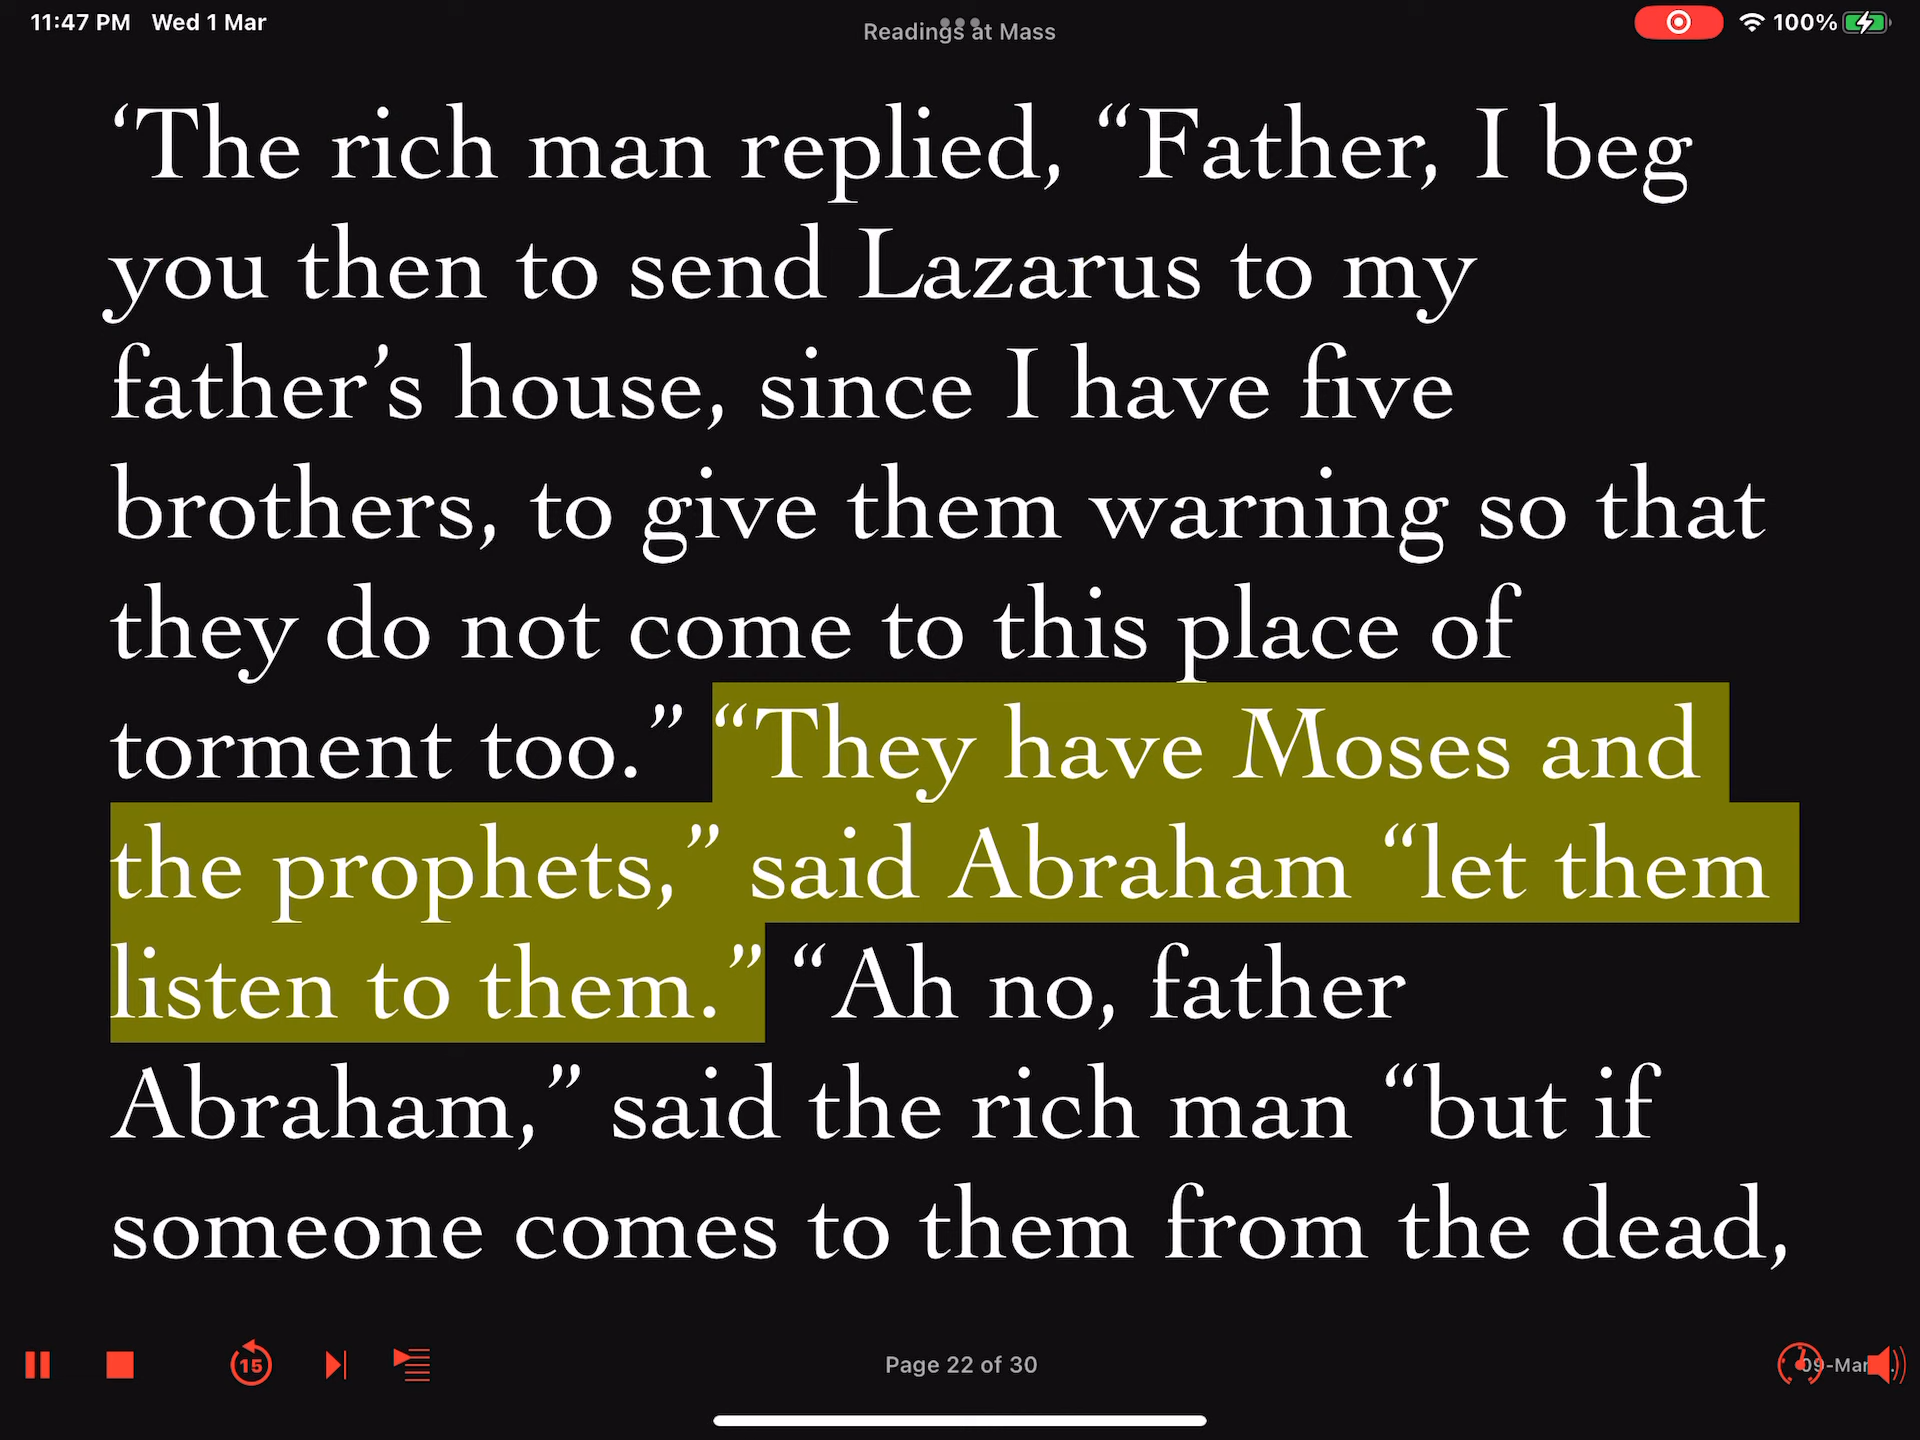 11:47 PM Wed 1 Mar
Readings at Mass
100%
‘The rich man replied, “Father, I beg
you then to send Lazarus to my
father’s house, since I have five
brothers, to give them warning so that
they do not come to this place of
torment too.” “They have Moses and
the prophets,” said Abraham “let them
listen to them.” “Ah no, father
Abraham,” said the rich man “but if
someone comes to them from the dead,
15
Page 22 of 30
09-Mar